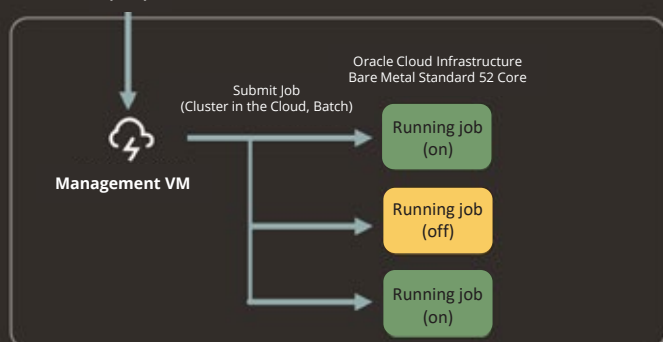 Oracle Cloud Infrastructure
Bare Metal Standard 52 Core
Submit Job
(Cluster in the Cloud, Batch)
Running job
(on)
Management VM
Running job
(off)
Running job
(on)